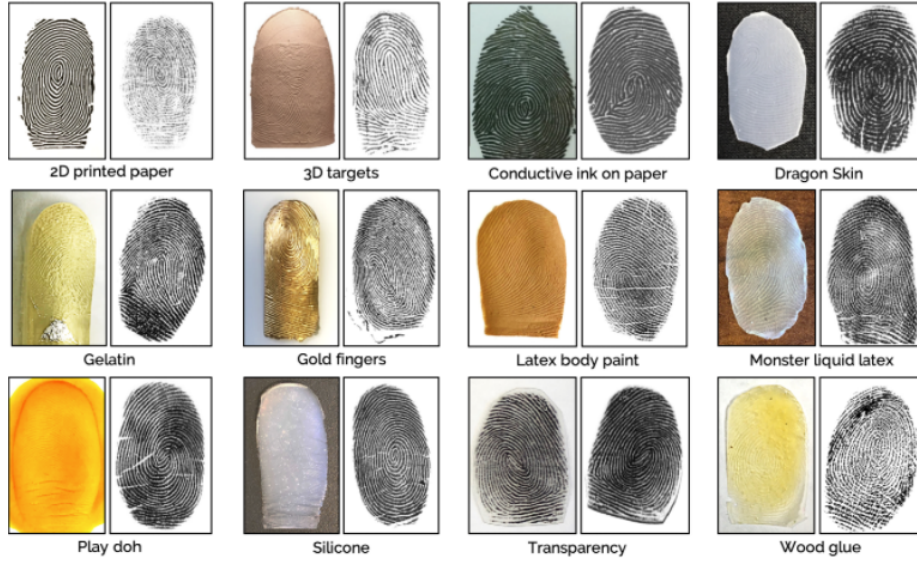 2D printed paper
3D targets
Conductive ink on paper
Dragon Skin
Gelatin
Gold fingers
Latex body paint
Monster liquid latex
Play doh
Silicone
Transparency
Wood glue